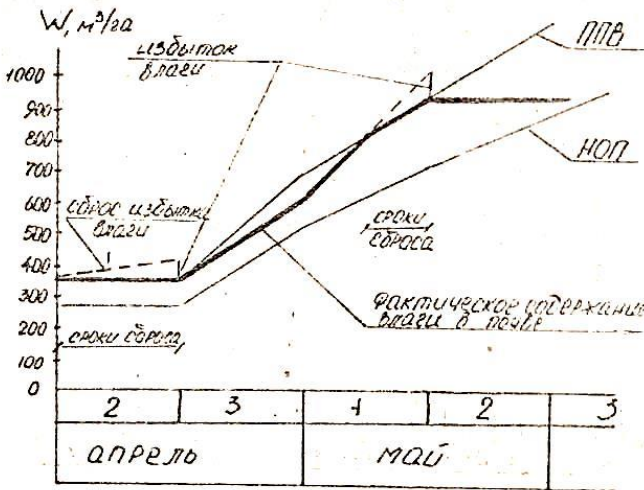 W, м³/га
ППВ
избыток
влаги
1000
900
800
700
600
500
400
300
200
100
0
НОП
сброс избытка
влаги
сроки
сброса
фактическое содержание
влаги в почве
сроки сброса
2
3
1
2
3
апрель
май